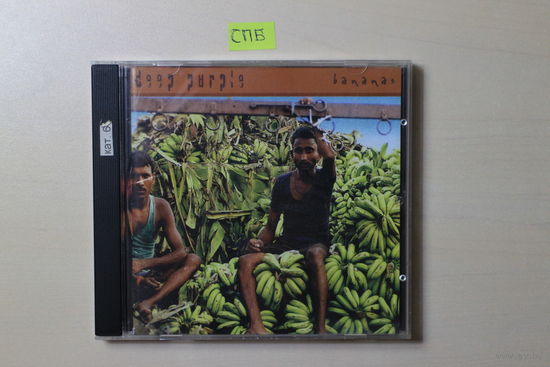 СПБ
deep purple
bananas
кат. 6